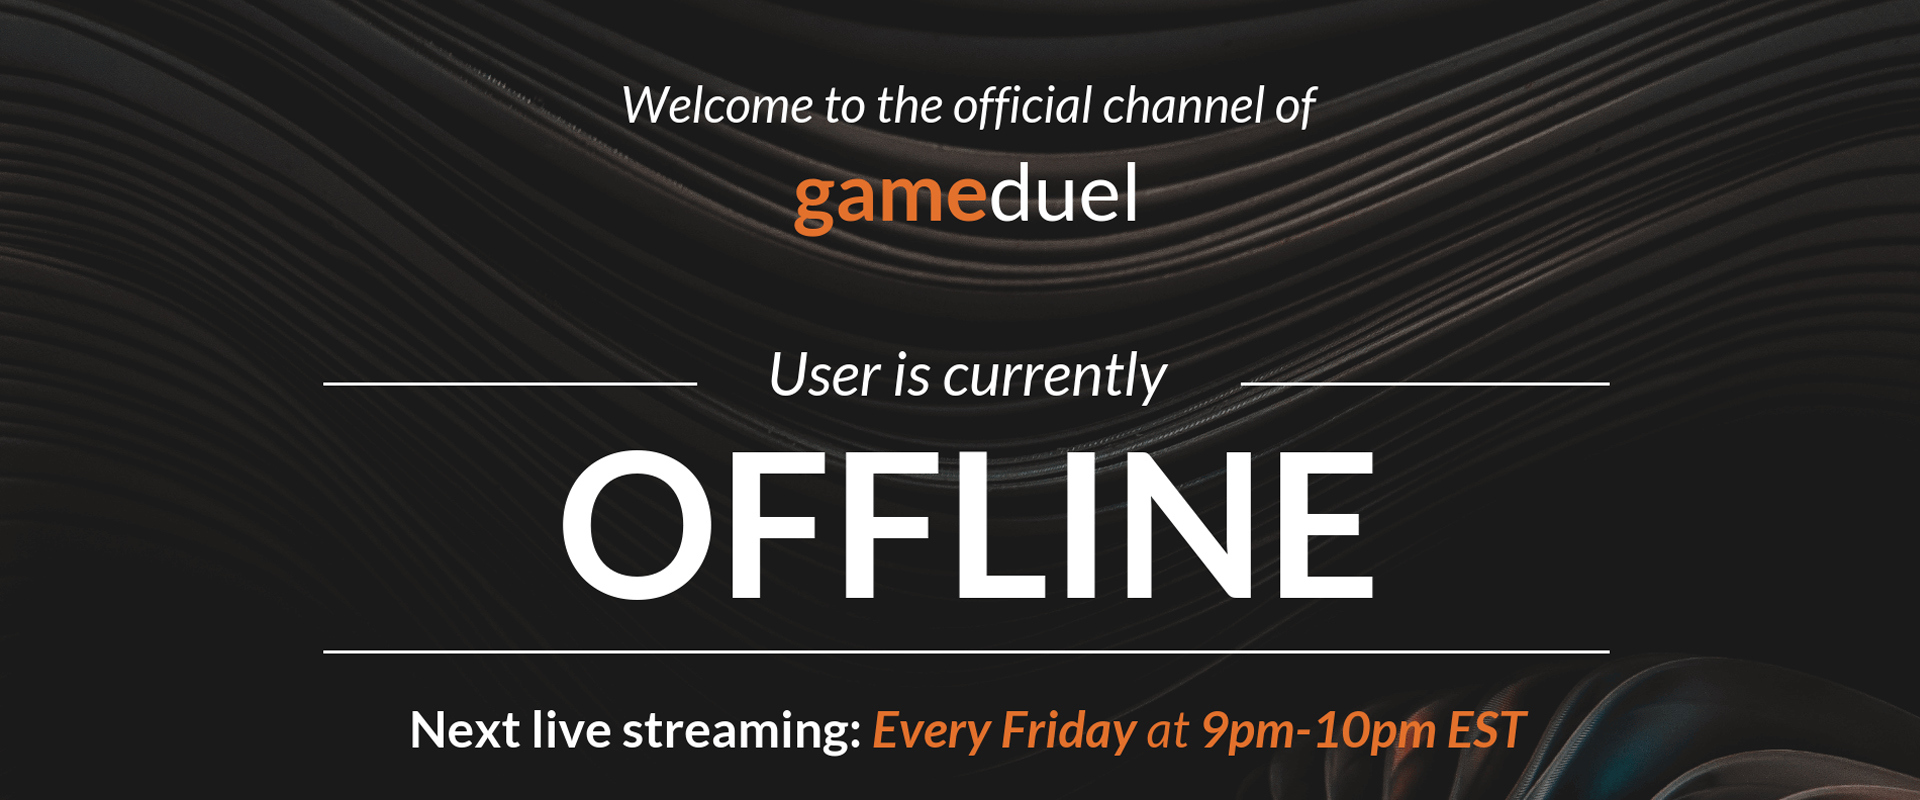 Welcome to the official channel of
gameduel
User is currently
OFFLINE
Next live streaming: Every Friday at 9pm-10pm EST